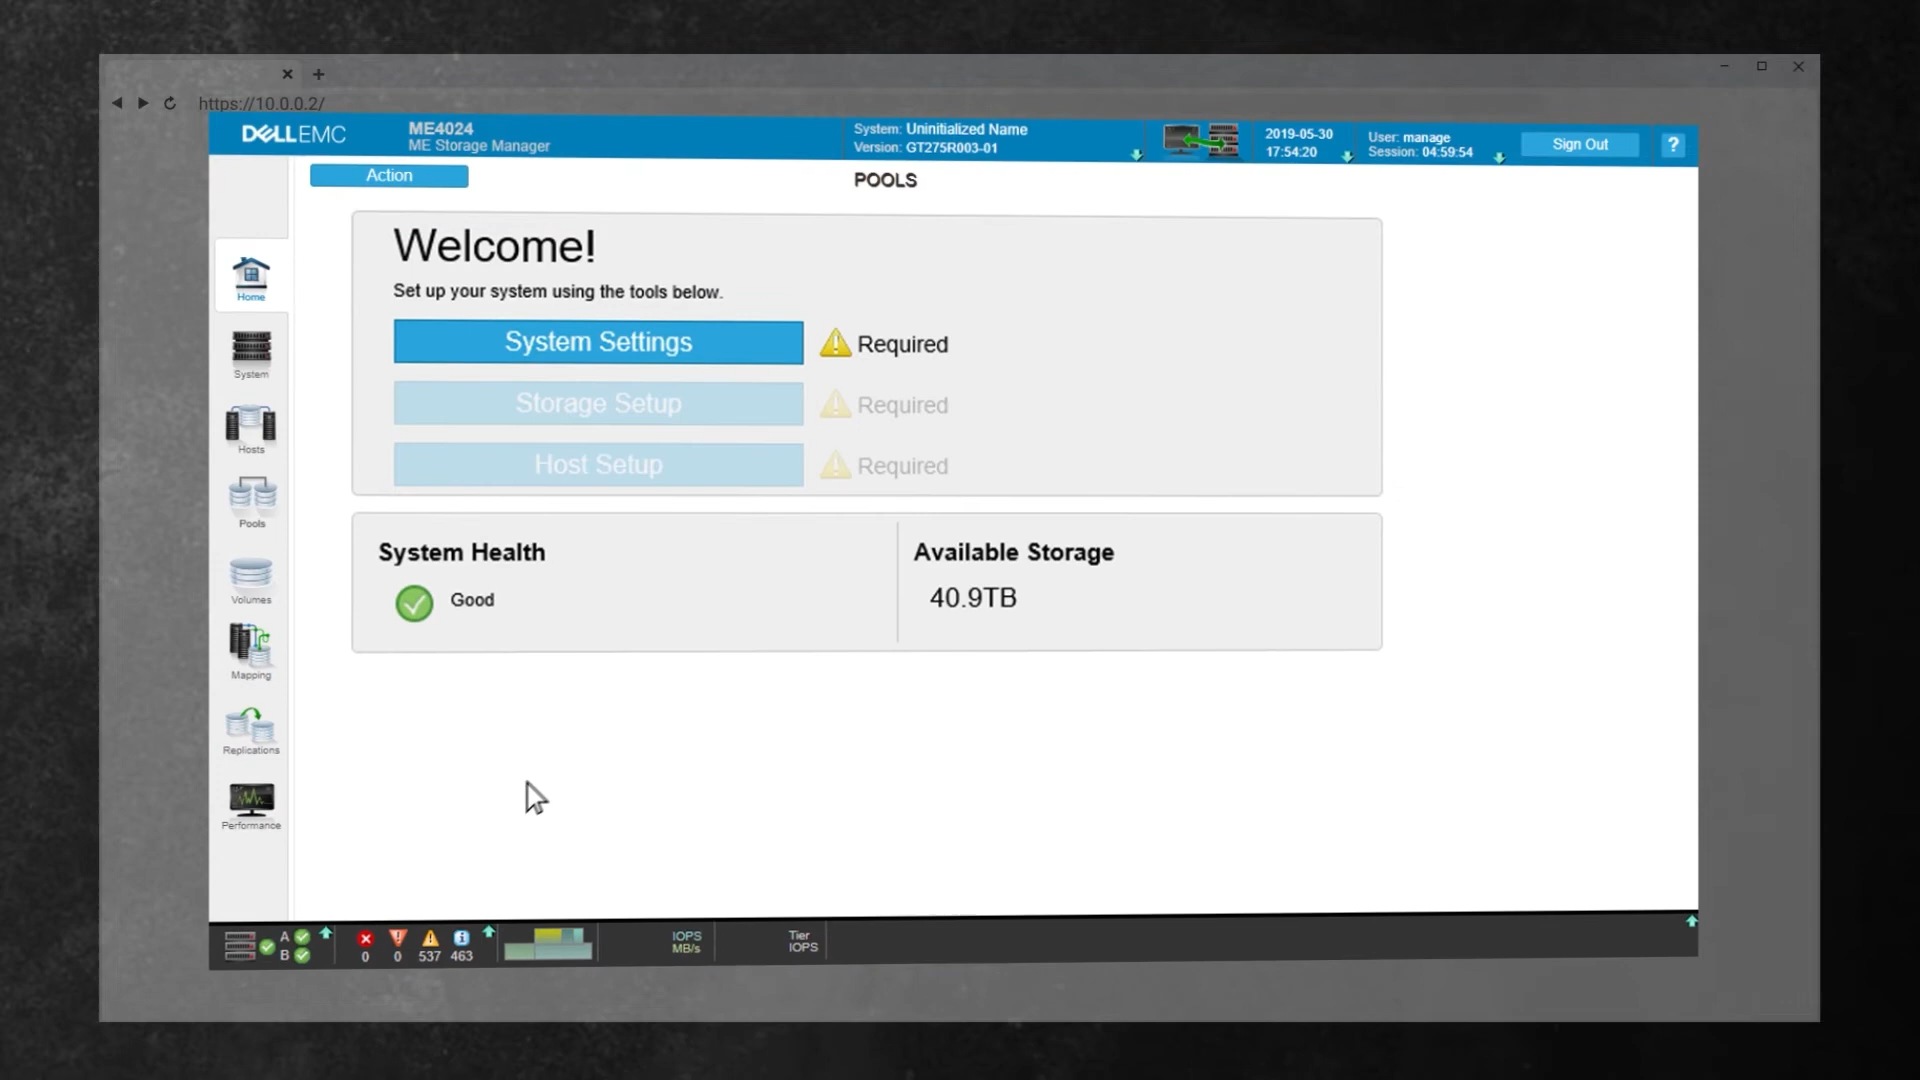 https://10.0.0.2/
DELLEMC
ME4024
ME Storage Manager
System: Uninitialized Name
Version: GT275R003-01
2019-05-30
17:54:20
User: manage
Session: 04:59:54
Sign Out
?
Action
POOLS
Welcome!
Set up your system using the tools below.
System Settings
Required
Storage Setup
Required
Host Setup
Required
System Health
Good
Available Storage
40.9TB
Home
System
Hosts
Pools
Volumes
Mapping
Replications
Performance
A
B
0
0
537
463
IOPS
MB/s
Tier
IOPS